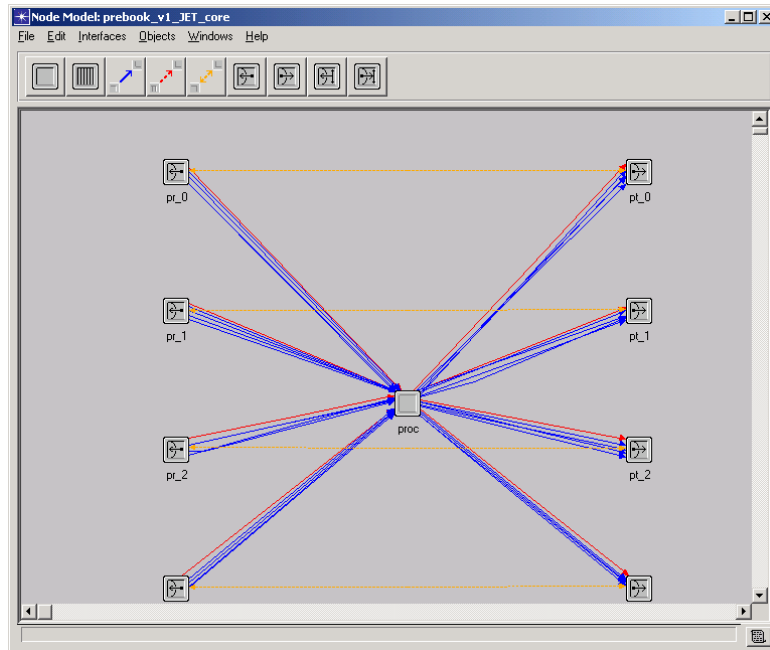 Node Model: prebook_v1_JET_core
File Edit Interfaces Objects Windows Help
pr_0 pt_0
pr_1 pt_1
proc
pr_2 pt_2